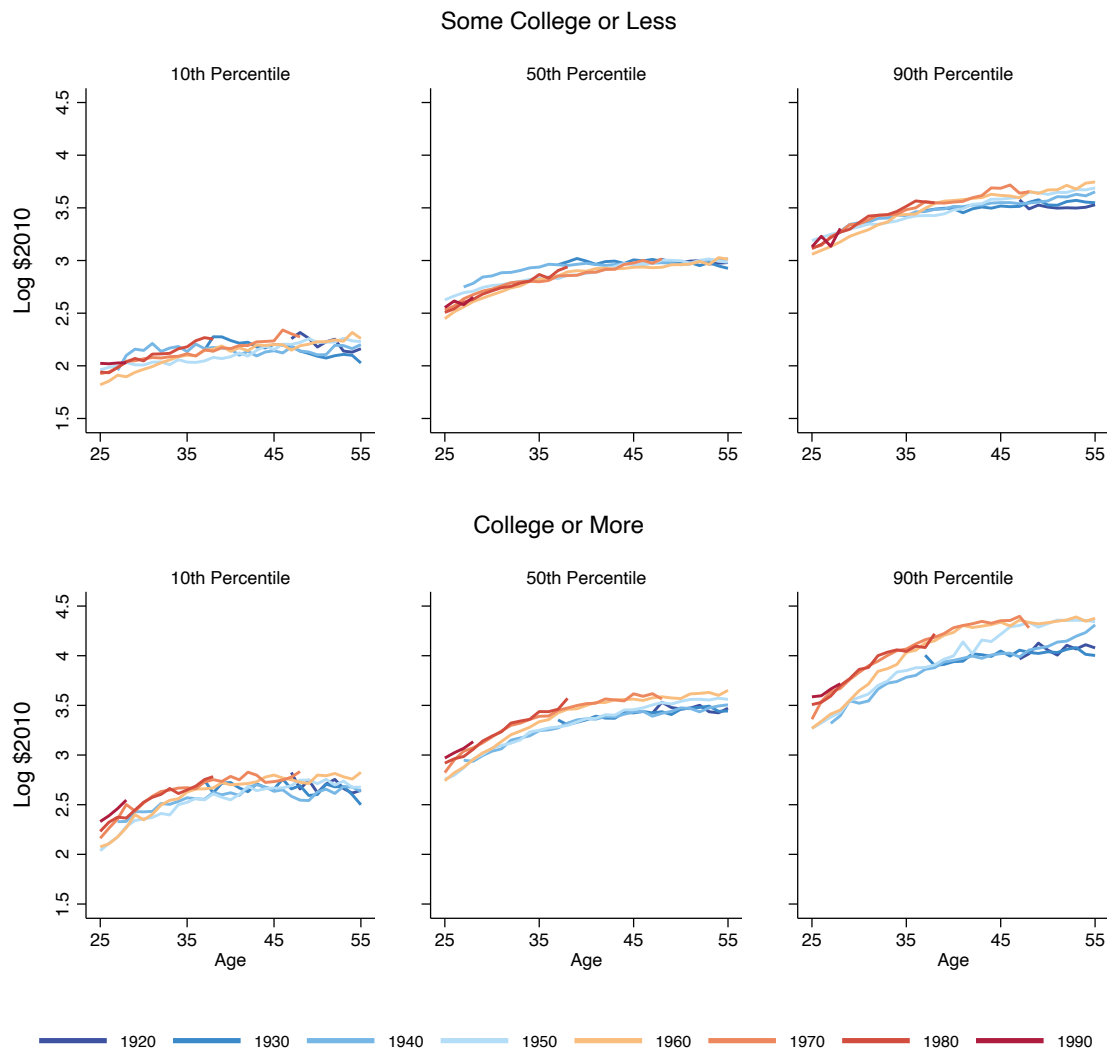 Some College or Less
10th Percentile
50th Percentile
90th Percentile
Log $2010
4.5
4
3.5
3
2.5
2
1.5
25 35 45 55
25 35 45 55
25 35 45 55
College or More
10th Percentile
50th Percentile
90th Percentile
Log $2010
4.5
4
3.5
3
2.5
2
1.5
25 35 45 55
25 35 45 55
25 35 45 55
Age
Age
Age
1920 1930 1940 1950 1960 1970 1980 1990